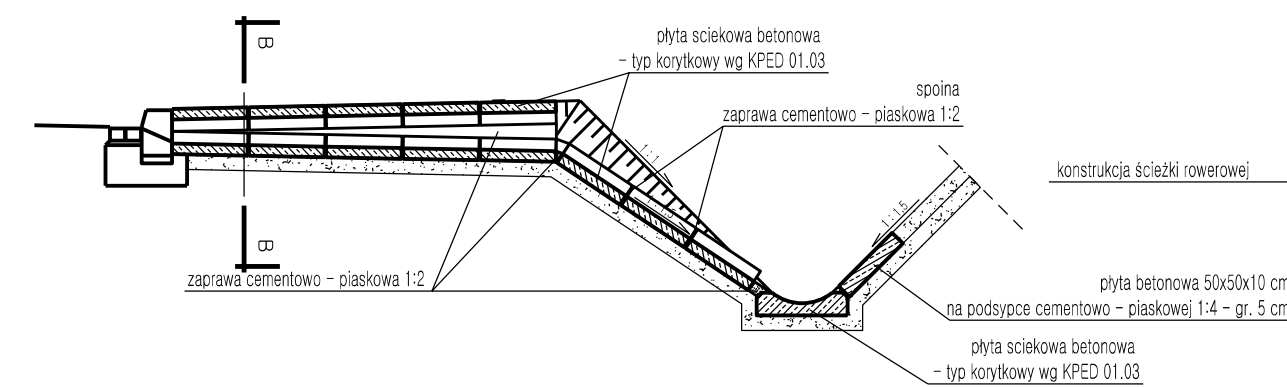 B
płyta sciekowa betonowa
- typ korytkowy wg KPED 01.03
spoina
zaprawa cementowo - piaskowa 1:2
1:1
1:1,5
konstrukcja ścieżki rowerowej
B
zaprawa cementowo - piaskowa 1:2
płyta betonowa 50x50x10 cm
na podsypce cementowo - piaskowej 1:4 - gr. 5 cm
płyta sciekowa betonowa
- typ korytkowy wg KPED 01.03